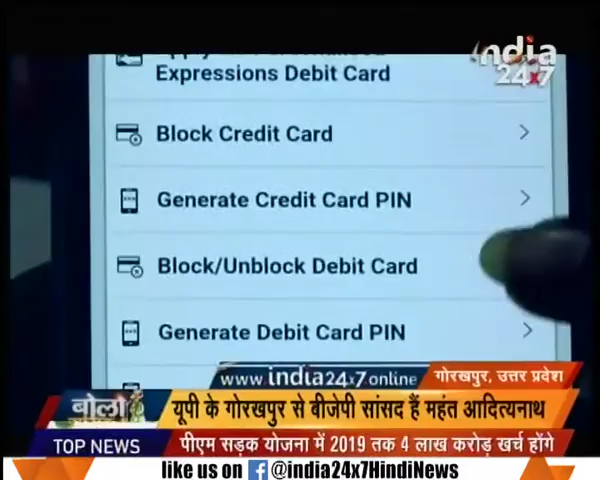 india
24x7
Expressions Debit Card
Block Credit Card
Generate Credit Card PIN
Block/Unblock Debit Card
Generate Debit Card PIN
www.india24x7.online
गोरखपुर, उत्तर प्रदेश
बोलो
यूपी के गोरखपुर से बीजेपी सांसद हैं महंत आदित्यनाथ
TOP NEWS
पीएम सड़क योजना में 2019 तक 4 लाख करोड़ खर्च होंगे
like us on f @india24x7HindiNews